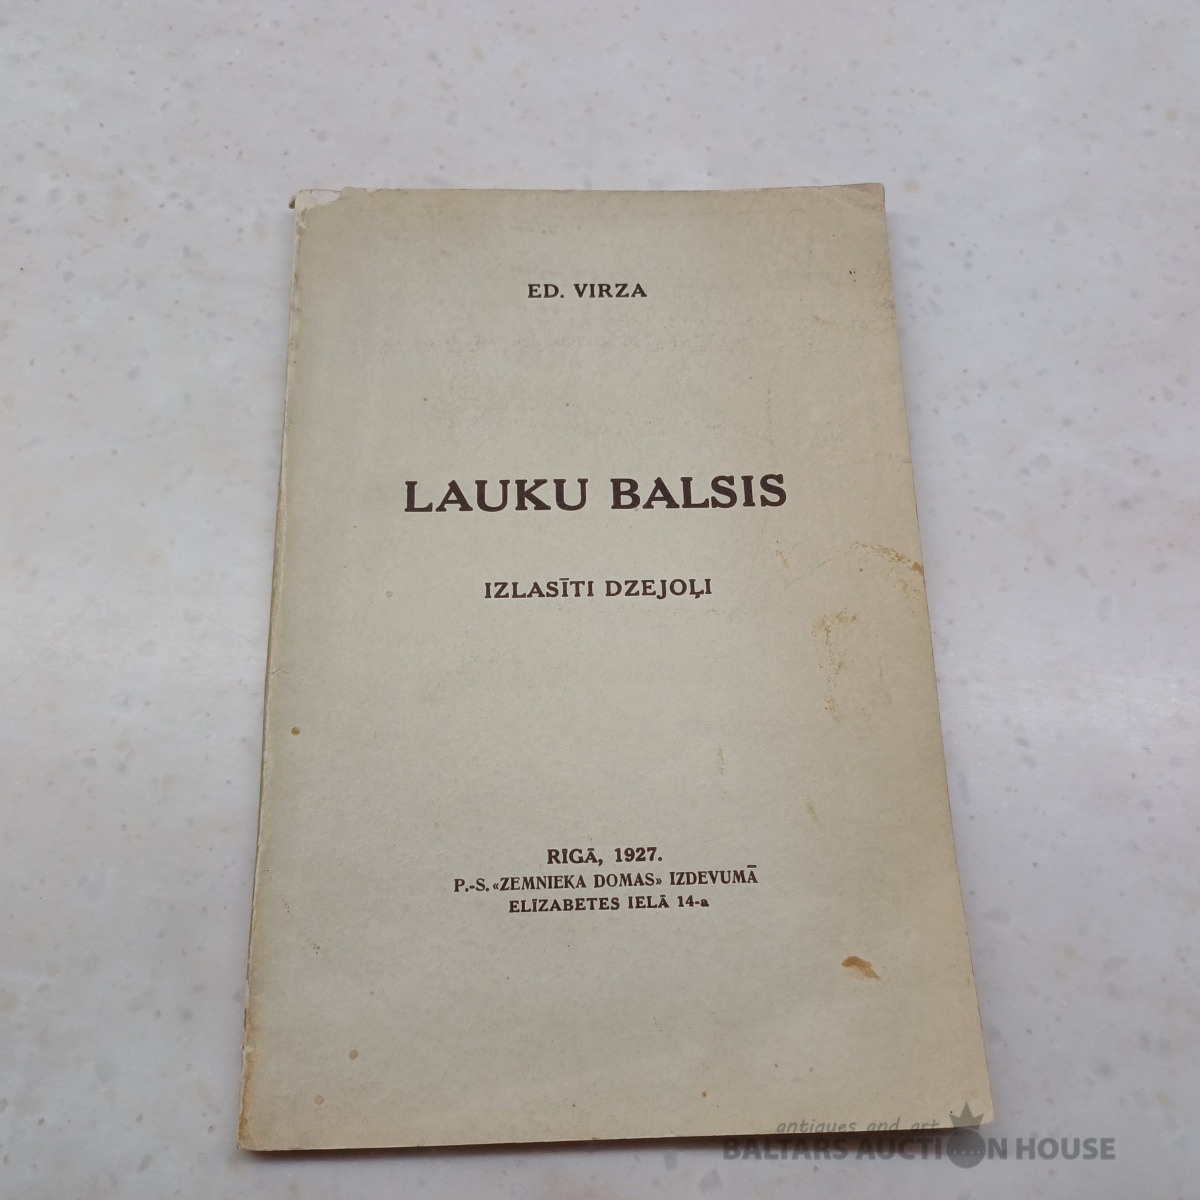 ED. VIRZA
LAUKU BALSIS
IZLASĪTI DZEJOĻI
RĪGĀ, 1927.
P.-S. «ZEMNIEKA DOMAS» IZDEVUMĀ
ELIZABETES IELĀ 14-a
antiques and art
BALTARS AUCTION HOUSE